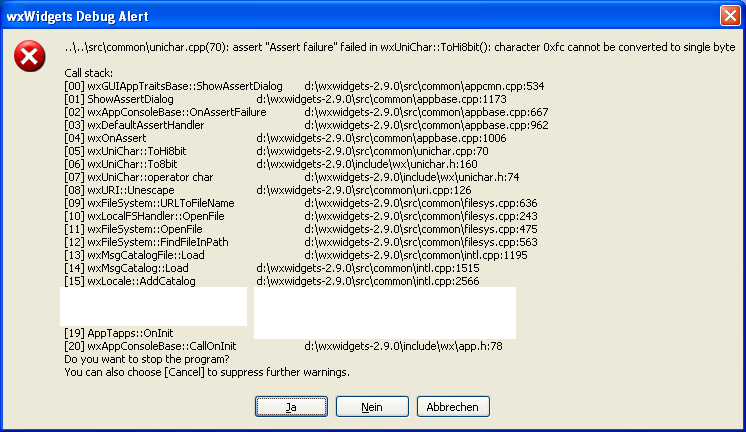 wxWidgets Debug Alert
..\..\src\common\unichar.cpp(70): assert "Assert failure" failed in wxUniChar::ToHi8bit(): character 0xfc cannot be converted to single byte
Call stack:
[00] wxGUIAppTraitsBase::ShowAssertDialog d:\wxwidgets-2.9.0\src\common\appcmn.cpp:534
[01] ShowAssertDialog d:\wxwidgets-2.9.0\src\common\appbase.cpp:1173
[02] wxAppConsoleBase::OnAssertFailure d:\wxwidgets-2.9.0\src\common\appbase.cpp:667
[03] wxDefaultAssertHandler d:\wxwidgets-2.9.0\src\common\appbase.cpp:962
[04] wxOnAssert d:\wxwidgets-2.9.0\src\common\appbase.cpp:1006
[05] wxUniChar::ToHi8bit d:\wxwidgets-2.9.0\src\common\unichar.cpp:70
[06] wxUniChar::To8bit d:\wxwidgets-2.9.0\include\wx\unichar.h:160
[07] wxUniChar::operator char d:\wxwidgets-2.9.0\include\wx\unichar.h:74
[08] wxURI::Unescape d:\wxwidgets-2.9.0\src\common\uri.cpp:126
[09] wxFileSystem::URLToFileName d:\wxwidgets-2.9.0\src\common\filesys.cpp:636
[10] wxLocalFSHandler::OpenFile d:\wxwidgets-2.9.0\src\common\filesys.cpp:243
[11] wxFileSystem::OpenFile d:\wxwidgets-2.9.0\src\common\filesys.cpp:475
[12] wxFileSystem::FindFileInPath d:\wxwidgets-2.9.0\src\common\filesys.cpp:563
[13] wxMsgCatalogFile::Load d:\wxwidgets-2.9.0\src\common\intl.cpp:1195
[14] wxMsgCatalog::Load d:\wxwidgets-2.9.0\src\common\intl.cpp:1515
[15] wxLocale::AddCatalog d:\wxwidgets-2.9.0\src\common\intl.cpp:2566
[19] AppTapps::OnInit
[20] wxAppConsoleBase::CallOnInit d:\wxwidgets-2.9.0\include\wx\app.h:78
Do you want to stop the program?
You can also choose [Cancel] to suppress further warnings.
Ja Nein Abbrechen